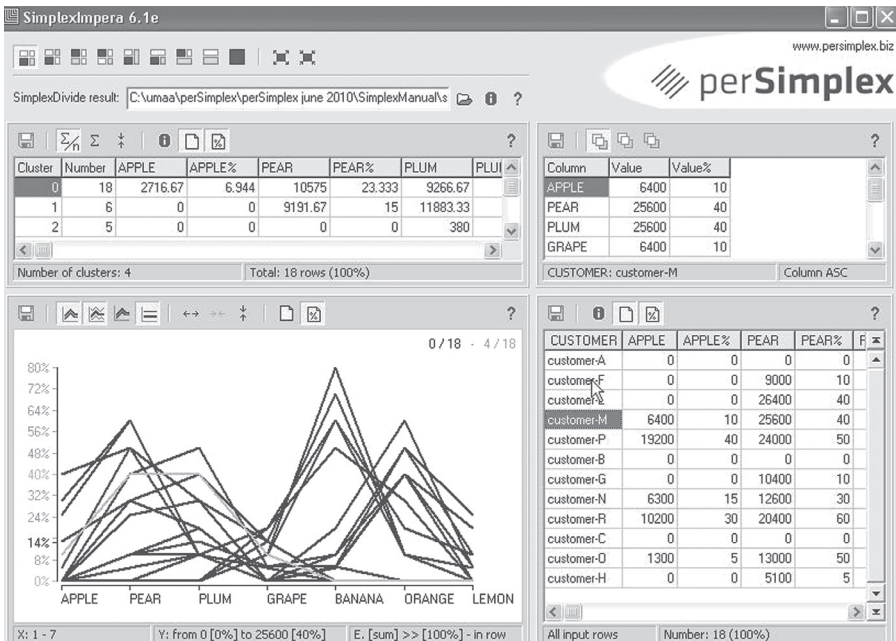 SimplexImpera 6.1e
www.persimplex.biz
perSimplex
SimplexDivide result: C:\umaa\perSimplex\perSimplex june 2010\SimplexManual\s
?
?
Cluster Number APPLE APPLE% PEAR PEAR% PLUM
0 18 2716.67 6.944 10575 23.333 9266.67
1 6 0 0 9191.67 15 11883.33
2 5 0 0 0 0 380
Number of clusters: 4 Total: 18 rows (100%)
?
Column Value Value%
APPLE 6400 10
PEAR 25600 40
PLUM 25600 40
GRAPE 6400 10
CUSTOMER: customer-M Column ASC
?
0 / 18 - 4 / 18
80%
72%
64%
56%
48%
40%
32%
24%
14%
8%
0%
APPLE PEAR PLUM GRAPE BANANA ORANGE LEMON
X: 1 - 7 Y: from 0 [0%] to 25600 [40%] E. [sum] >> [100%] - in row
?
CUSTOMER APPLE APPLE% PEAR PEAR%
customer-A 0 0 0 0
customer-F 0 0 9000 10
0 0 26400 40
customer-M 6400 10 25600 40
customer-P 19200 40 24000 50
customer-B 0 0 0 0
customer-G 0 0 10400 10
customer-N 6300 15 12600 30
customer-R 10200 30 20400 60
customer-C 0 0 0 0
customer-O 1300 5 13000 50
customer-H 0 0 5100 5
All input rows Number: 18 (100%)